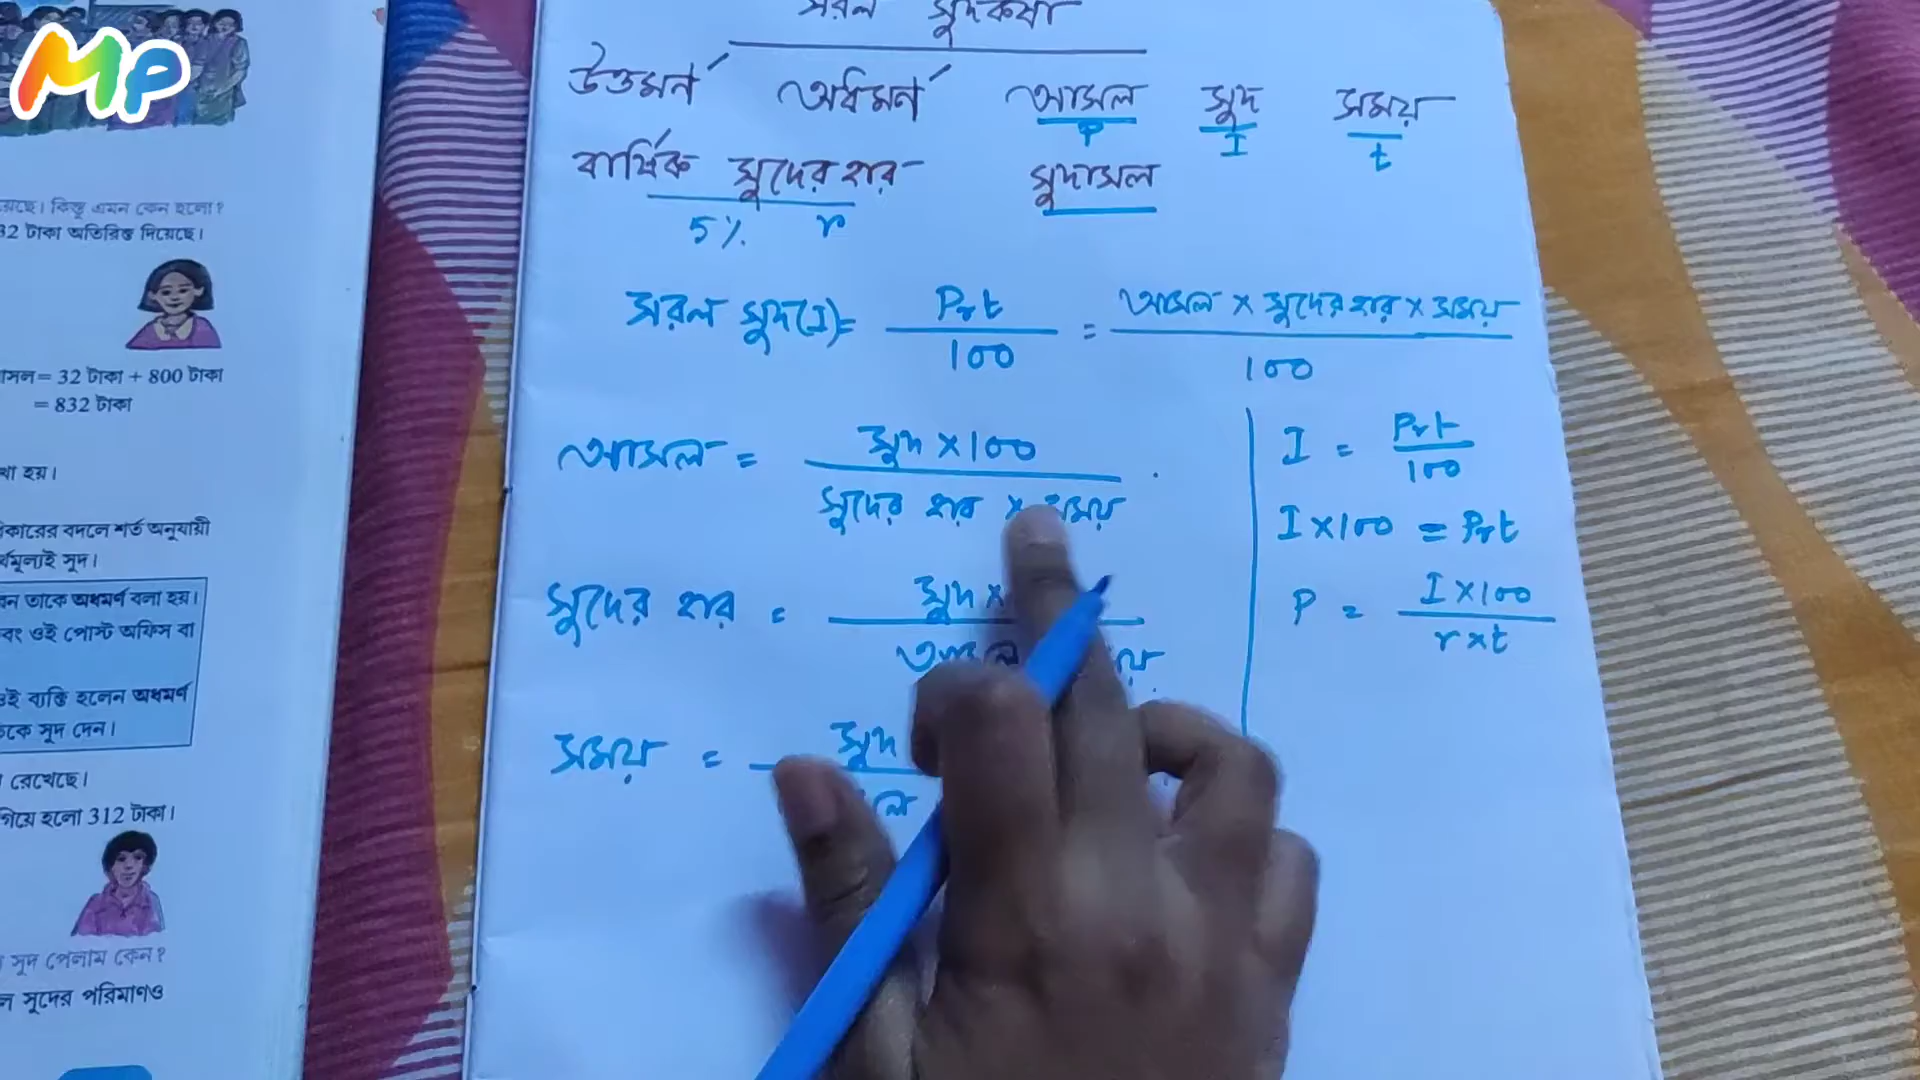 MP
সরল সুদকষা
উত্তমর্ণ অধমর্ণ আসল সুদ সময়
P I t
বার্ষিক সুদের হার সুদাসল
5% r
সরল সুদ(I) = Prt / 100 = আসল × সুদের হার × সময় / 100
আসল = সুদ × 100 / সুদের হার × সময়
সুদের হার = সুদ ×
সময় = সুদ
I = Prt / 100
I × 100 = Prt
P = I × 100 / r × t
কিন্তু এমন কেন হলো?
32 টাকা অতিরিক্ত দিয়েছে।
= 32 টাকা + 800 টাকা
= 832 টাকা
হয়।
বদলে শর্ত অনুযায়ী
সুদ।
তাকে অধমর্ণ বলা হয়।
ওই পোস্ট অফিস বা
ব্যক্তি হলেন অধমর্ণ
সুদ দেন।
রেখেছে।
গিয়ে হলো 312 টাকা।
সুদ পেলাম কেন?
সুদের পরিমাণও